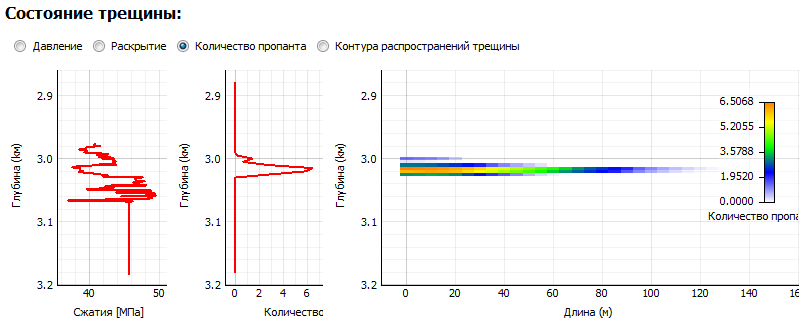 Состояние трещины:
Давление Раскрытие Количество пропанта Контура распространений трещины
2.9 2.9 2.9
6.5068
5.2055
3.5788
1.9520
0.0000
3.0 3.0 3.0
Глубина (км) Глубина (км) Глубина (км)
Количество пропа
3.1 3.1 3.1
3.2 3.2 3.2
40 50 0 2 4 6 0 20 40 60 80 100 120 140 160
Сжатия [МПа] Количество Длина (м)